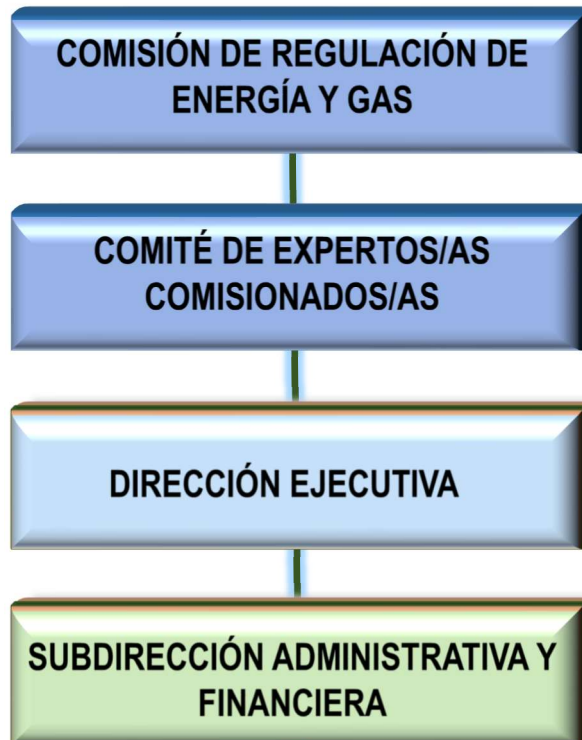 COMISIÓN DE REGULACIÓN DE
ENERGÍA Y GAS
COMITÉ DE EXPERTOS/AS
COMISIONADOS/AS
DIRECCIÓN EJECUTIVA
SUBDIRECCIÓN ADMINISTRATIVA Y
FINANCIERA